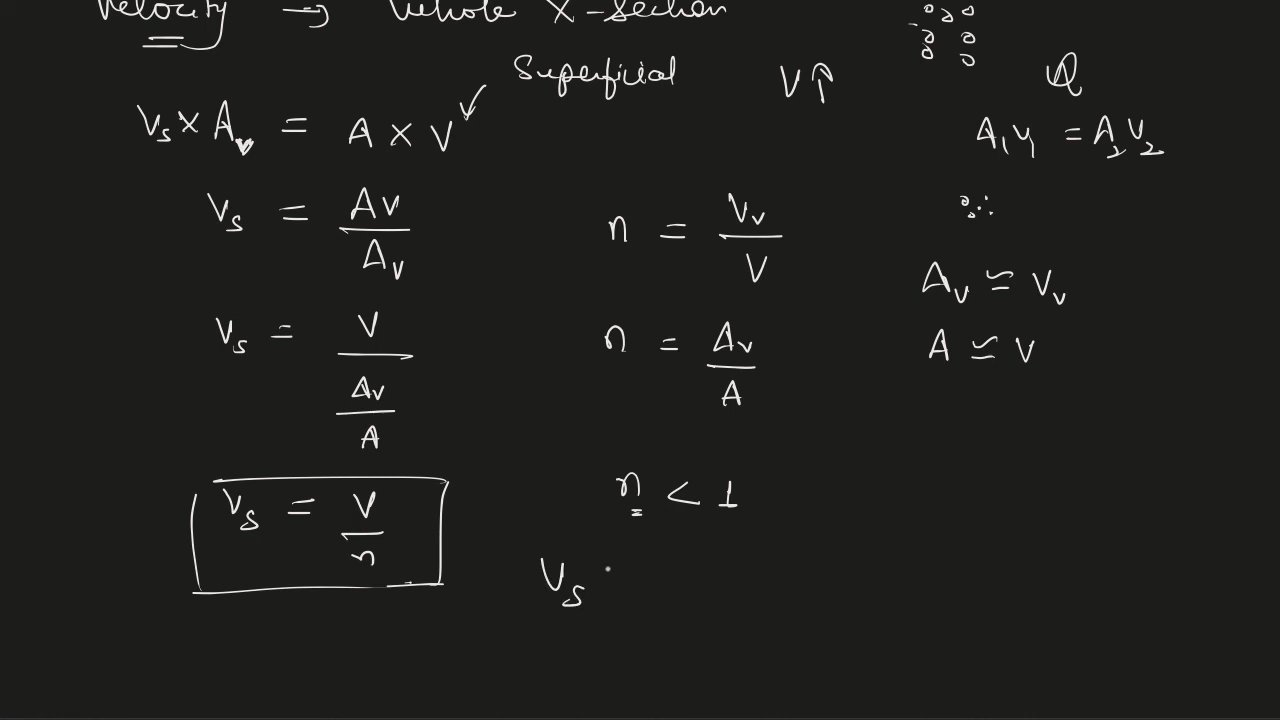 Velocity → whole X-section
Superficial V↑ Q
Vs × Av = A × V A1V1 = A2V2
Vs = AV / Av n = Vv / V
Av ≃ Vv
Vs = V / (Av / A) n = Av / A A ≃ V
Vs = V / n n < 1
Vs